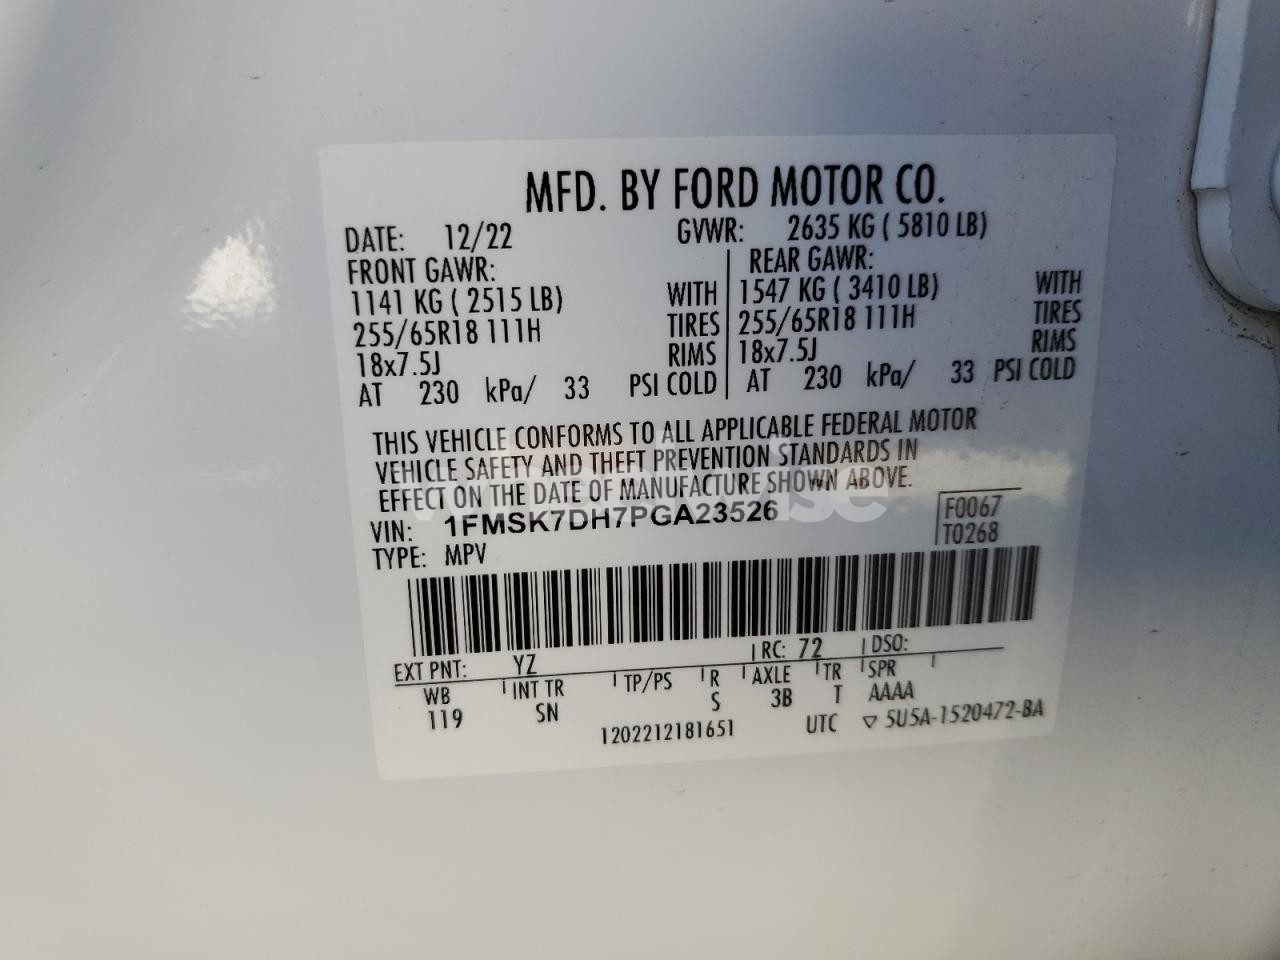 MFD. BY FORD MOTOR CO.
DATE: 12/22 GVWR: 2635 KG ( 5810 LB)
FRONT GAWR: REAR GAWR:
1141 KG ( 2515 LB) WITH 1547 KG ( 3410 LB) WITH
255/65R18 111H TIRES 255/65R18 111H TIRES
18x7.5J RIMS 18x7.5J RIMS
AT 230 kPa/ 33 PSI COLD AT 230 kPa/ 33 PSI COLD
THIS VEHICLE CONFORMS TO ALL APPLICABLE FEDERAL MOTOR
VEHICLE SAFETY AND THEFT PREVENTION STANDARDS IN
EFFECT ON THE DATE OF MANUFACTURE SHOWN ABOVE.
VIN: 1FMSK7DH7PGA23526 F0067
TYPE: MPV T0268
EXT PNT: YZ RC: 72 DSO:
WB INT TR TP/PS R AXLE TR SPR
119 SN S 3B T AAAA
1202212181651 UTC ▽ 5U5A-1520472-BA